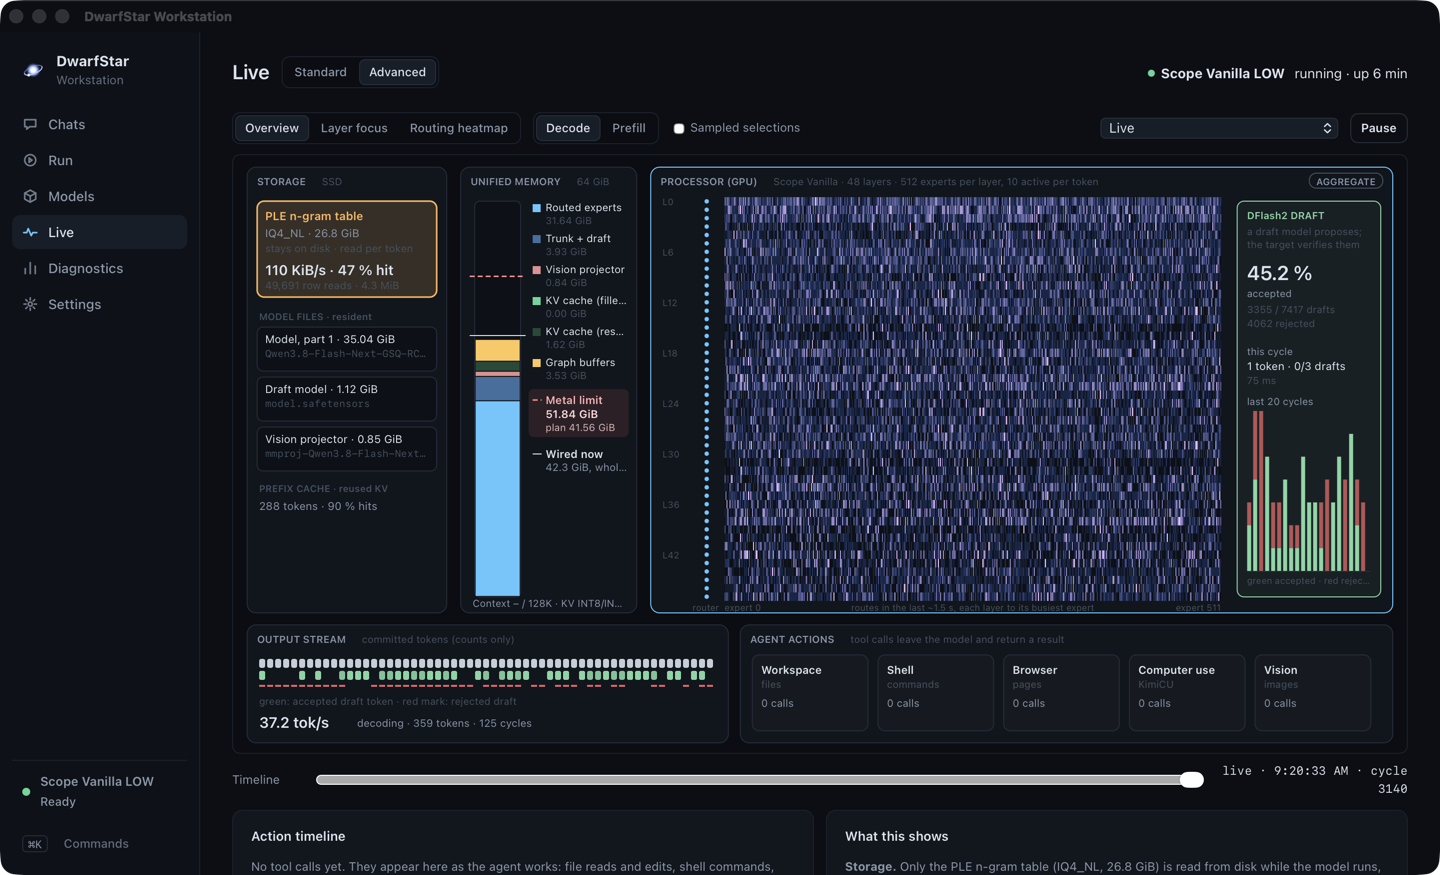 DwarfStar Workstation
DwarfStar
Workstation
Chats
Run
Models
Live
Diagnostics
Settings
Scope Vanilla LOW
Ready
⌘K Commands
Live
Standard Advanced
Scope Vanilla LOW running · up 6 min
Overview Layer focus Routing heatmap
Decode Prefill
Sampled selections
Live
Pause
STORAGE SSD
PLE n-gram table
IQ4_NL · 26.8 GiB
stays on disk · read per token
110 KiB/s · 47 % hit
49,691 row reads · 4.3 MiB
MODEL FILES · resident
Model, part 1 · 35.04 GiB
Qwen3.8-Flash-Next-GSQ-RC…
Draft model · 1.12 GiB
model.safetensors
Vision projector · 0.85 GiB
mmproj-Qwen3.8-Flash-Next…
PREFIX CACHE · reused KV
288 tokens · 90 % hits
UNIFIED MEMORY 64 GiB
Routed experts
31.64 GiB
Trunk + draft
3.93 GiB
Vision projector
0.84 GiB
KV cache (fille…
0.00 GiB
KV cache (res…
1.62 GiB
Graph buffers
3.53 GiB
Metal limit
51.84 GiB
plan 41.56 GiB
Wired now
42.3 GiB, whol…
Context – / 128K · KV INT8/IN…
PROCESSOR (GPU) Scope Vanilla · 48 layers · 512 experts per layer, 10 active per token
AGGREGATE
L0
L6
L12
L18
L24
L30
L36
L42
router expert 0 routes in the last ~1.5 s, each layer to its busiest expert expert 511
DFlash2 DRAFT
a draft model proposes;
the target verifies them
45.2 %
accepted
3355 / 7417 drafts
4062 rejected
this cycle
1 token · 0/3 drafts
75 ms
last 20 cycles
green accepted · red rejec…
OUTPUT STREAM committed tokens (counts only)
green: accepted draft token · red mark: rejected draft
37.2 tok/s decoding · 359 tokens · 125 cycles
AGENT ACTIONS tool calls leave the model and return a result
Workspace
files
0 calls
Shell
commands
0 calls
Browser
pages
0 calls
Computer use
KimiCU
0 calls
Vision
images
0 calls
Timeline
live · 9:20:33 AM · cycle
3140
Action timeline
No tool calls yet. They appear here as the agent works: file reads and edits, shell commands,
What this shows
Storage. Only the PLE n-gram table (IQ4_NL, 26.8 GiB) is read from disk while the model runs,